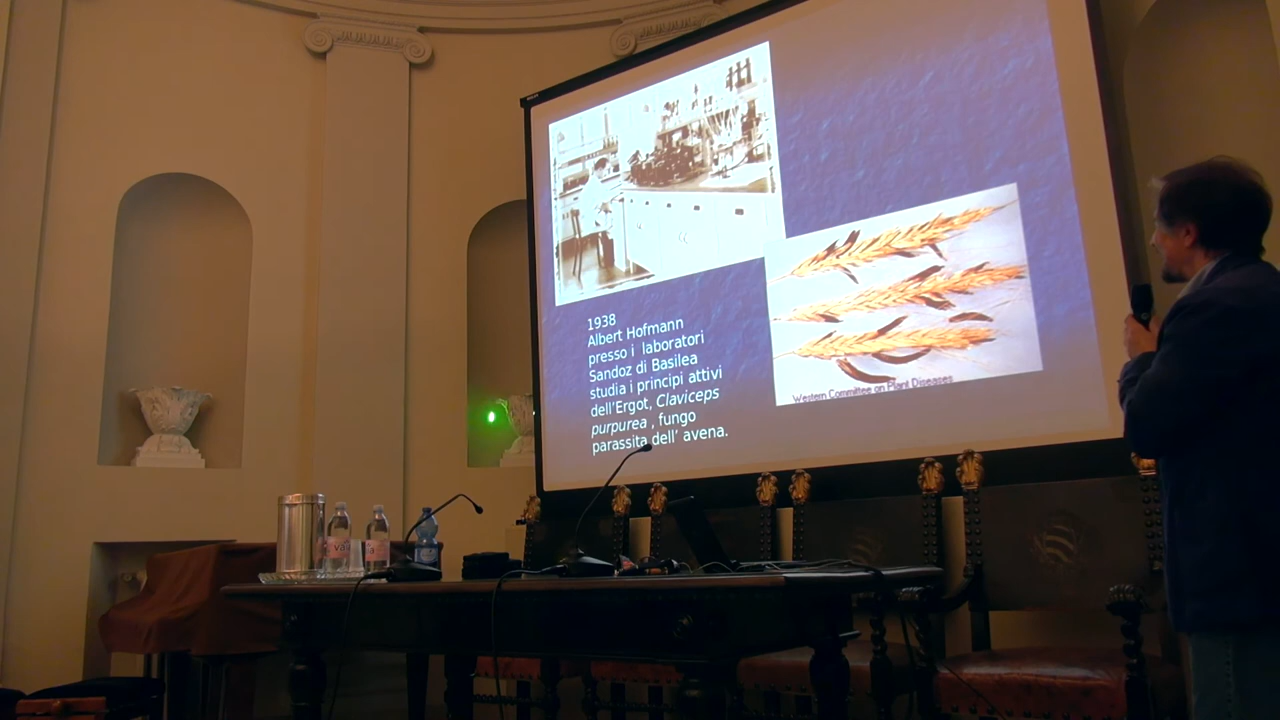 1938
Albert Hofmann
presso i laboratori
Sandoz di Basilea
studia i principi attivi
dell'Ergot, Claviceps
purpurea , fungo
parassita dell' avena.
Western Committee on Plant Diseases